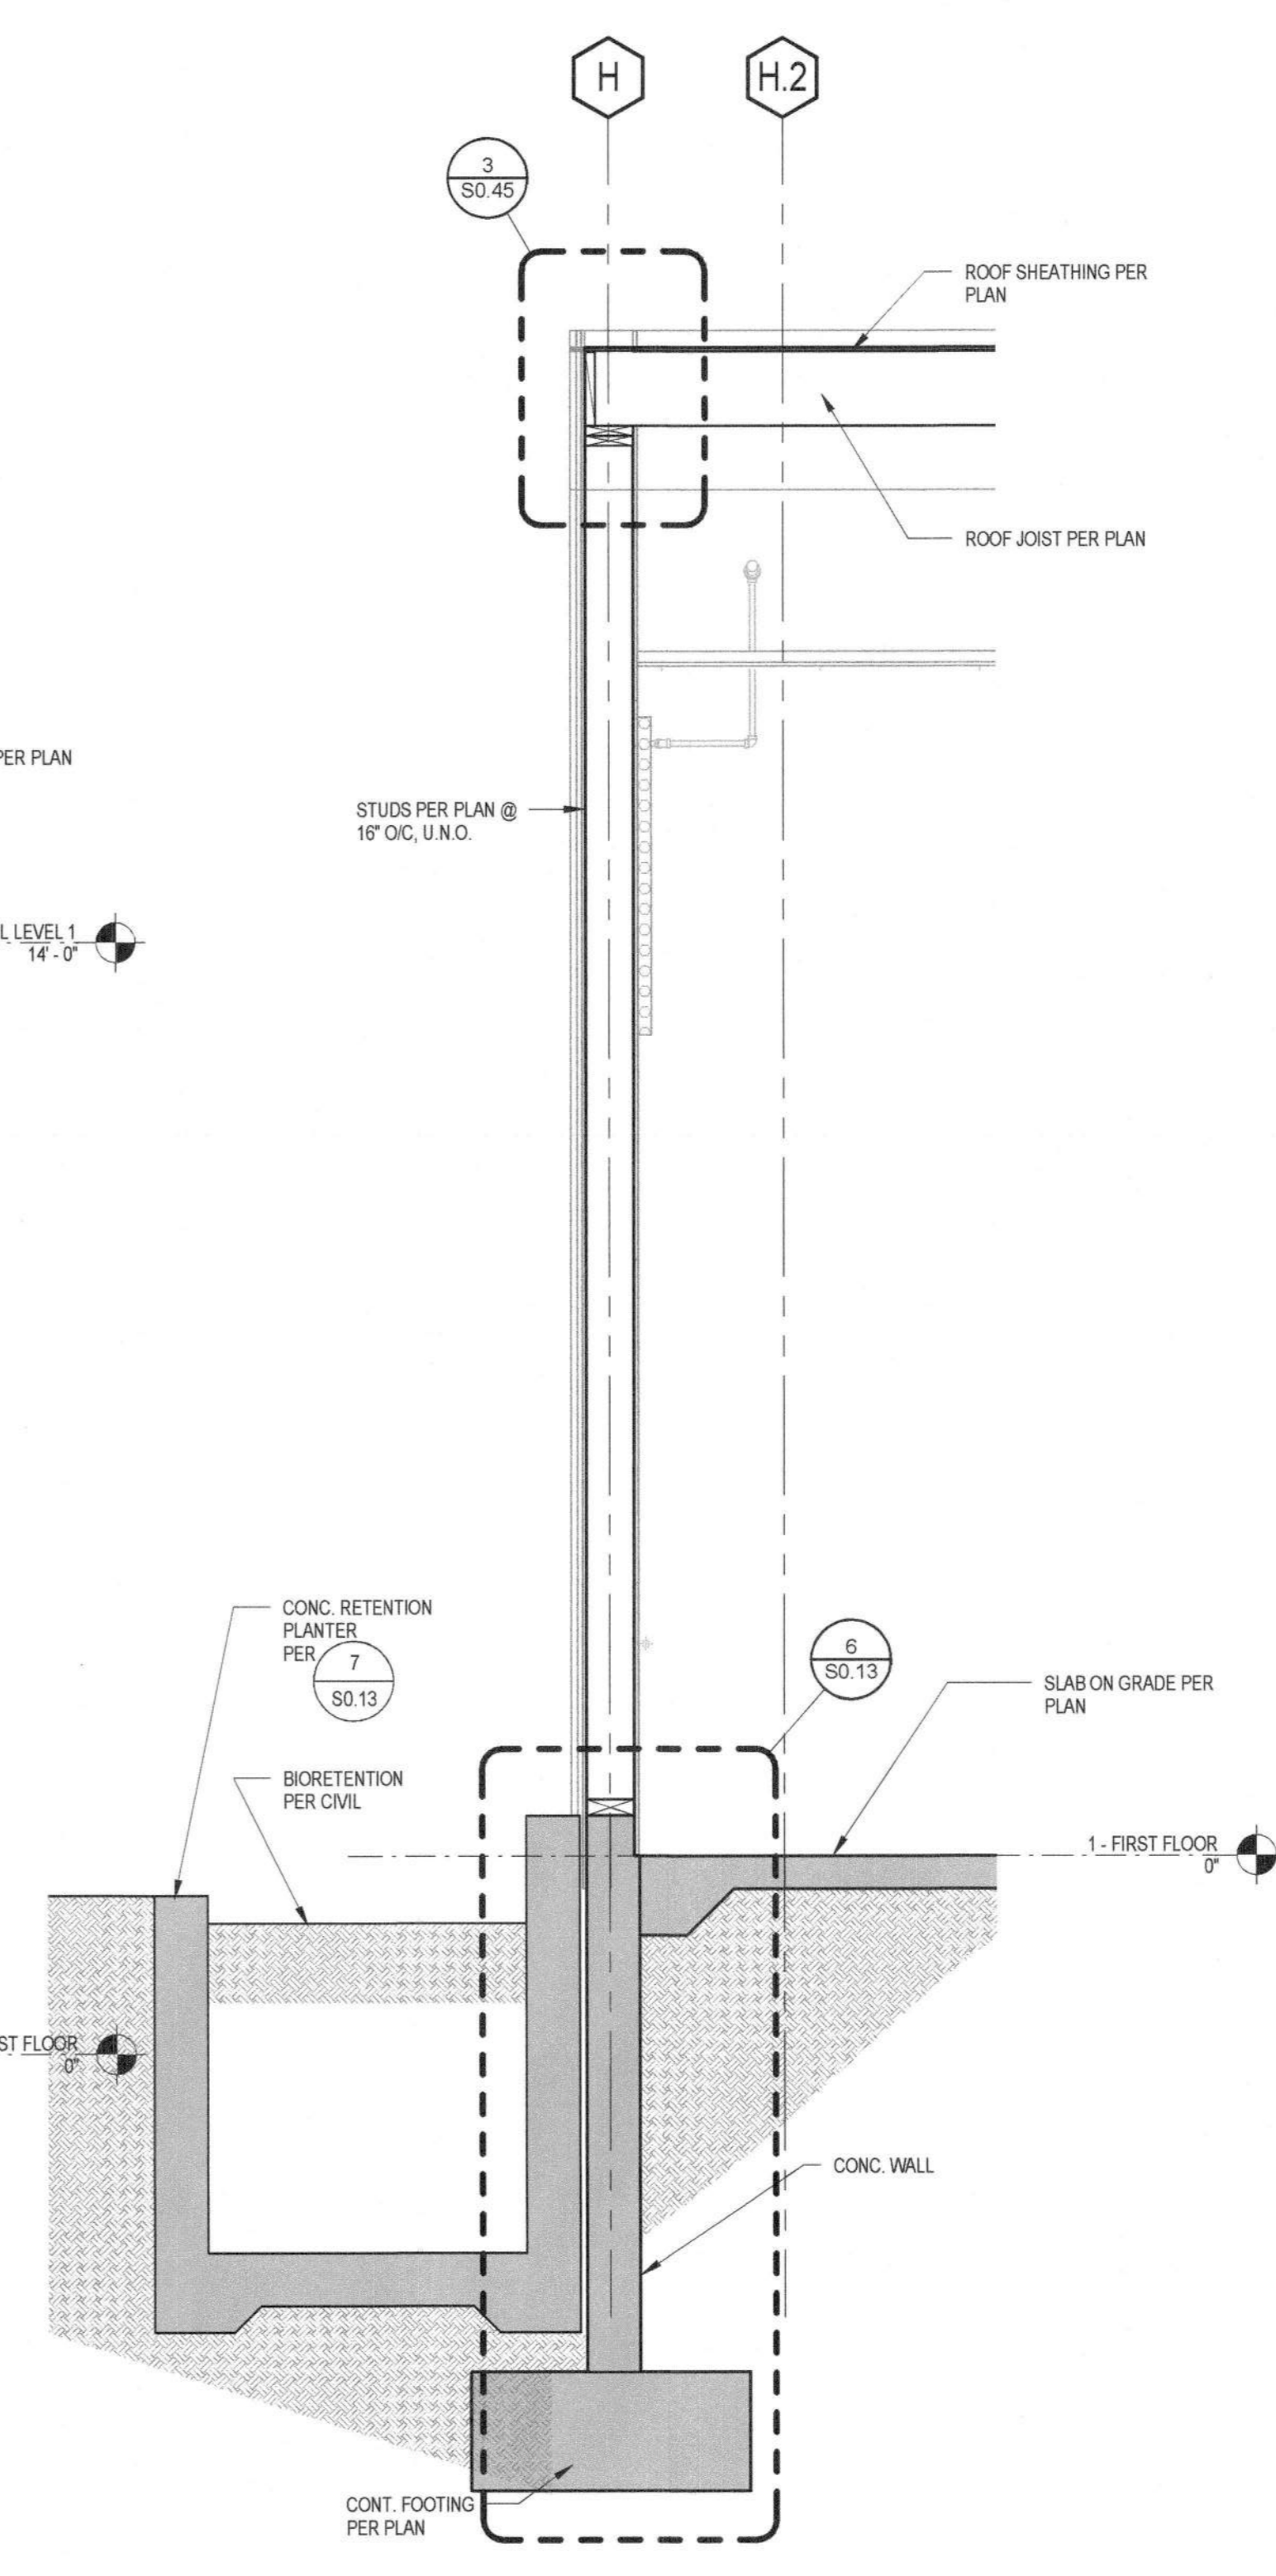 H
H.2
3
S0.45
ROOF SHEATHING PER
PLAN
ROOF JOIST PER PLAN
PER PLAN
STUDS PER PLAN @
16" O/C, U.N.O.
L LEVEL 1
14' - 0"
CONC. RETENTION
PLANTER
PER
7
S0.13
6
S0.13
SLAB ON GRADE PER
PLAN
BIORETENTION
PER CIVIL
1 - FIRST FLOOR
0"
ST FLOOR
0"
CONC. WALL
CONT. FOOTING
PER PLAN